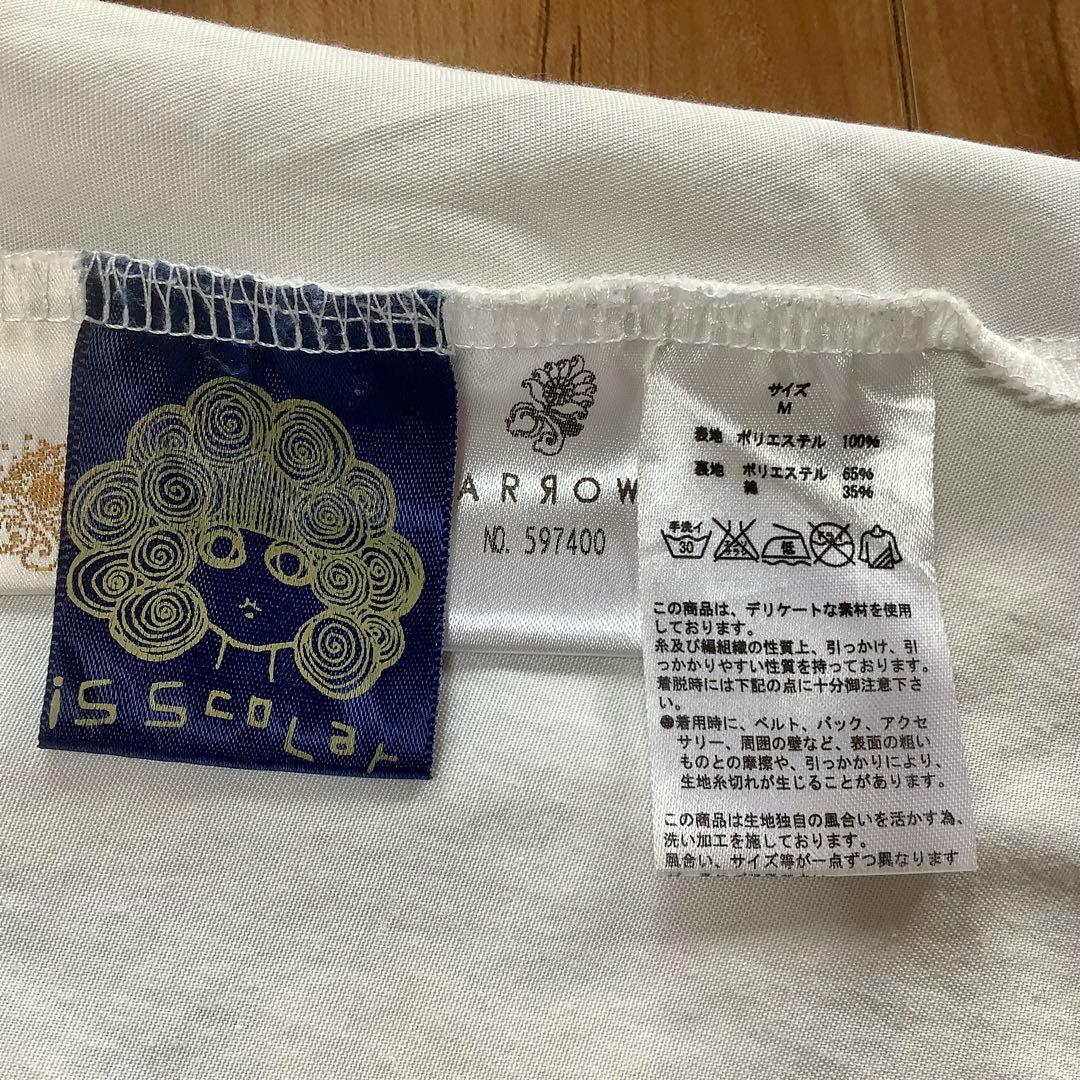 is scoLar
ARROW
NO. 597400
サイズ
M
表地 ポリエステル 100%
裏地 ポリエステル 65%
綿 35%
手洗イ
30
低
この商品は、デリケートな素材を使用
しております。
糸及び編組織の性質上、引っかけ、引
っかかりやすい性質を持っております。
着脱時には下記の点に十分御注意下さ
い。
●着用時に、ベルト、バック、アクセ
サリー、周囲の壁など、表面の粗い
ものとの摩擦や、引っかかりにより、
生地糸切れが生じることがあります。
この商品は生地独自の風合いを活かす為、
洗い加工を施しております。
風合い、サイズ等が一点ずつ異なります